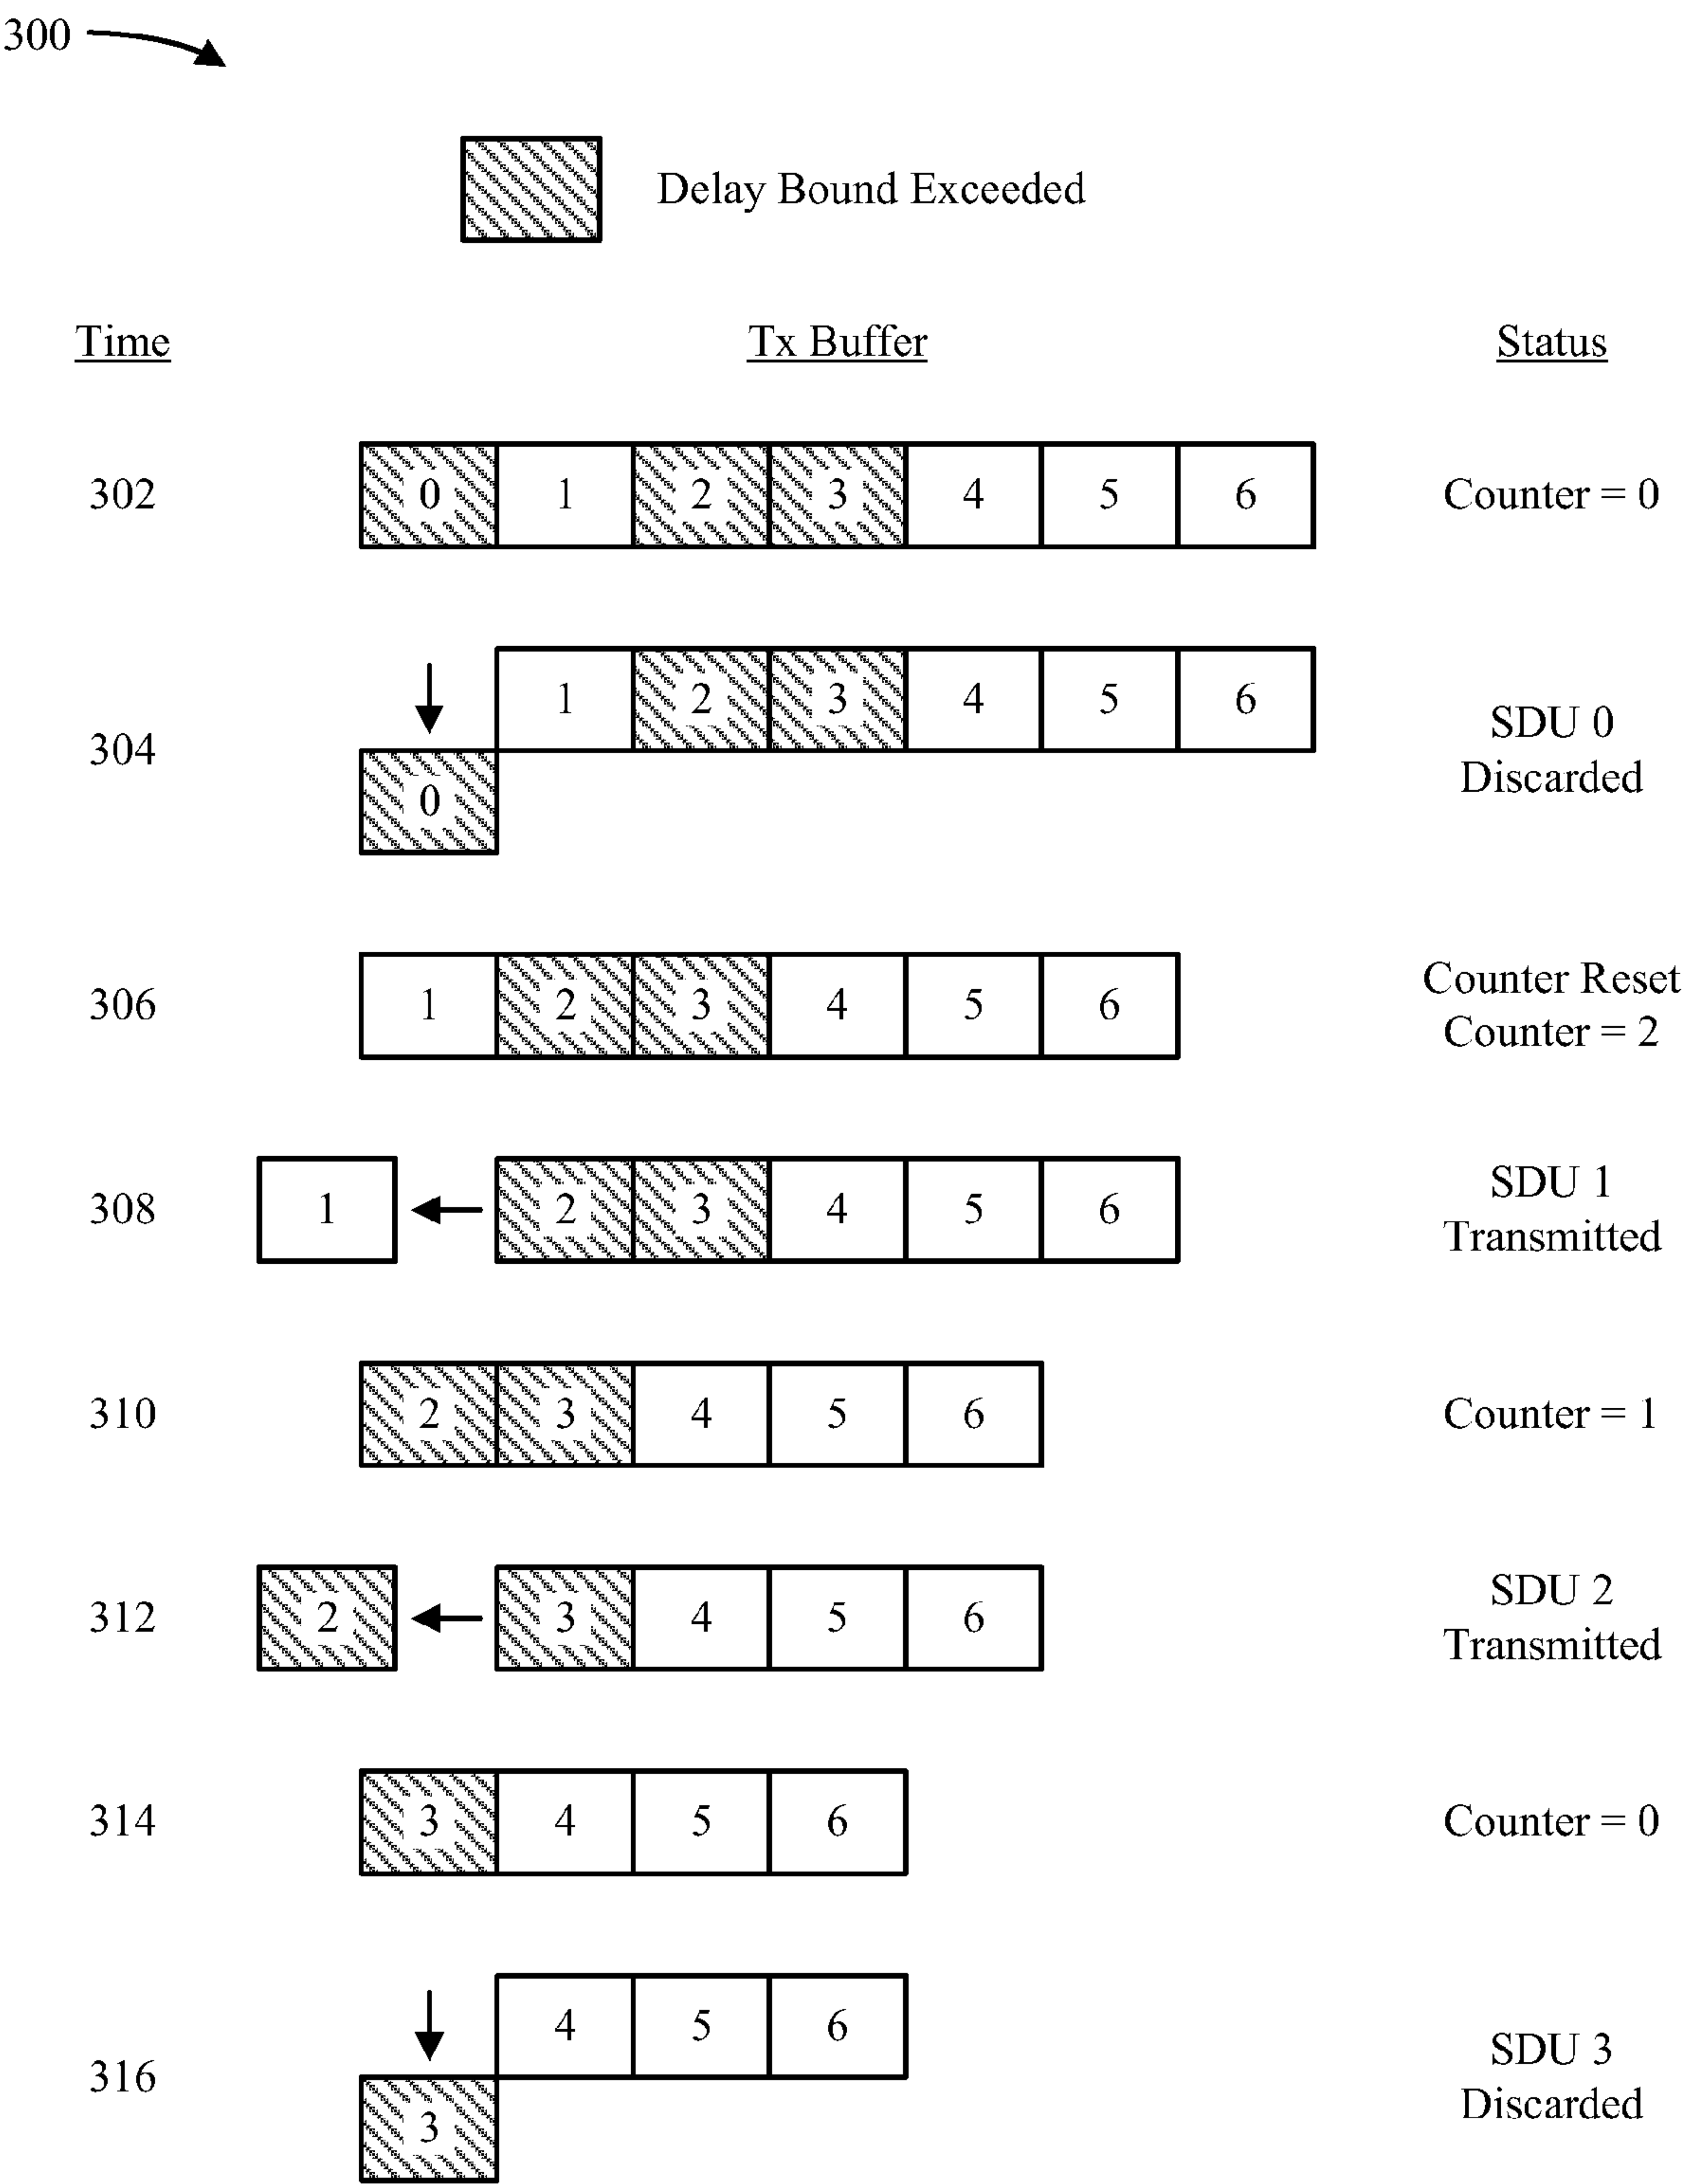 300
Delay Bound Exceeded
Time Tx Buffer Status
302 0 1 2 3 4 5 6 Counter = 0
1 2 3 4 5 6
304 0 SDU 0
Discarded
306 1 2 3 4 5 6 Counter Reset
Counter = 2
308 1 2 3 4 5 6 SDU 1
Transmitted
310 2 3 4 5 6 Counter = 1
312 2 3 4 5 6 SDU 2
Transmitted
314 3 4 5 6 Counter = 0
4 5 6
316 3 SDU 3
Discarded